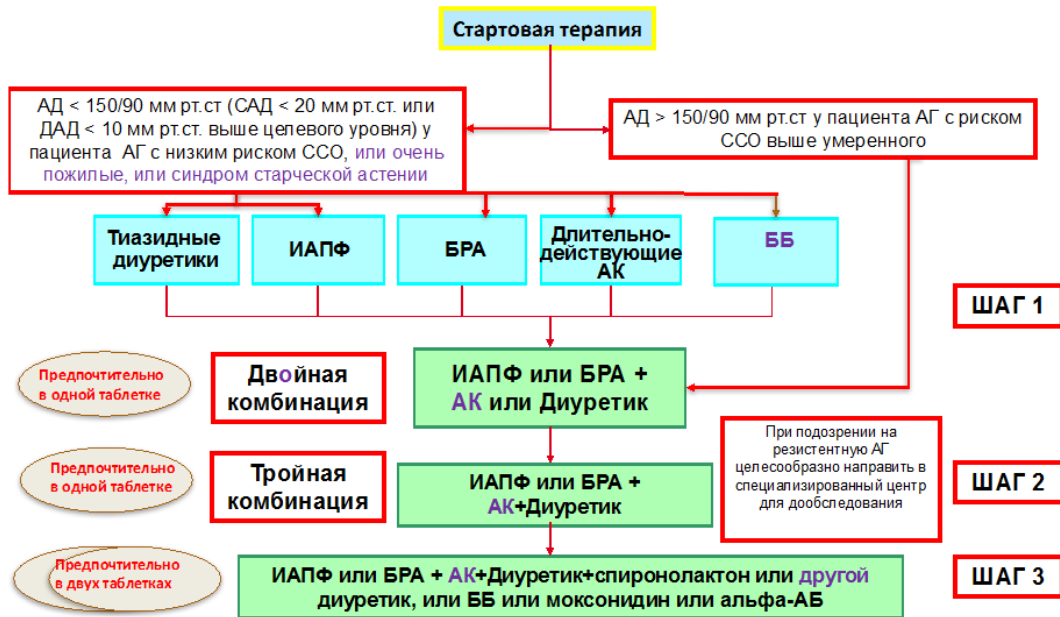 Стартовая терапия
АД < 150/90 мм рт.ст (САД < 20 мм рт.ст. или
ДАД < 10 мм рт.ст. выше целевого уровня) у
пациента АГ с низким риском ССО, или очень
пожилые, или синдром старческой астении
АД > 150/90 мм рт.ст у пациента АГ с риском
ССО выше умеренного
Тиазидные
диуретики
ИАПФ
БРА
Длительно-
действующие
АК
ББ
ШАГ 1
Предпочтительно
в одной таблетке
Двойная
комбинация
ИАПФ или БРА +
АК или Диуретик
Предпочтительно
в одной таблетке
Тройная
комбинация
ИАПФ или БРА +
АК+Диуретик
При подозрении на
резистентную АГ
целесообразно направить в
специализированный центр
для дообследования
ШАГ 2
Предпочтительно
в двух таблетках
ИАПФ или БРА + АК+Диуретик+спиронолактон или другой
диуретик, или ББ или моксонидин или альфа-АБ
ШАГ 3